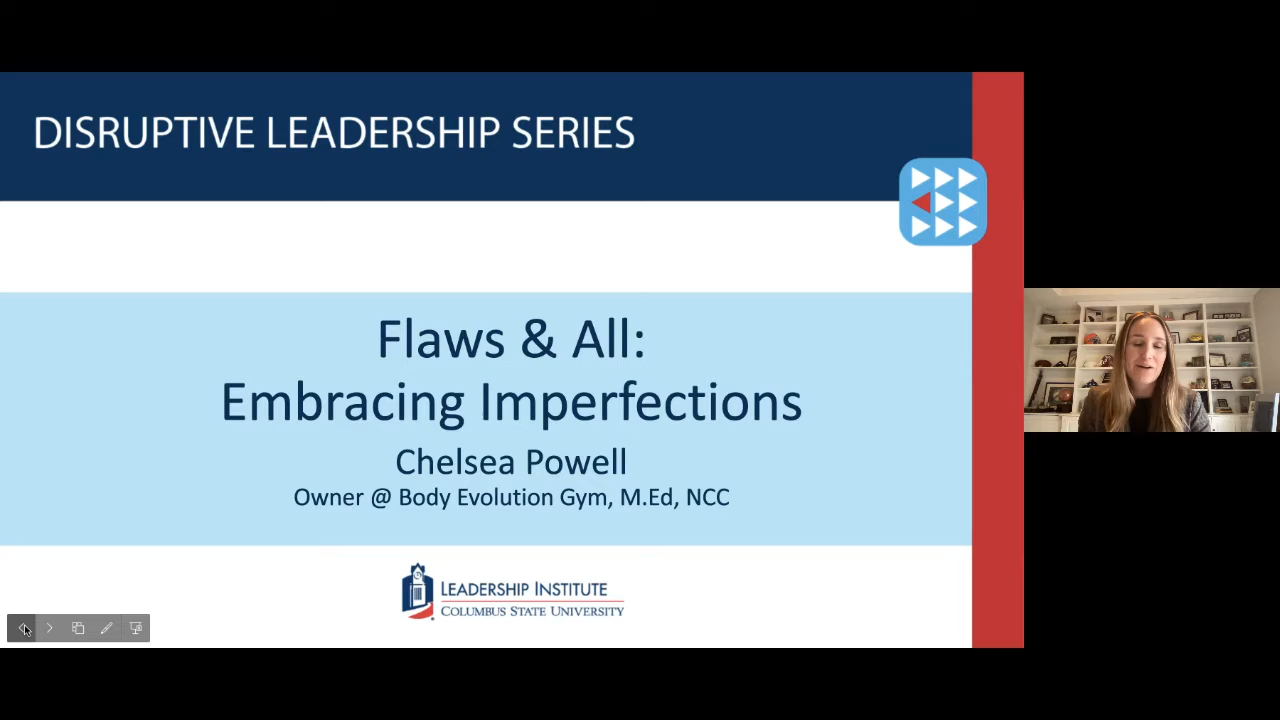 DISRUPTIVE LEADERSHIP SERIES
Flaws & All:
Embracing Imperfections
Chelsea Powell
Owner @ Body Evolution Gym, M.Ed, NCC
LEADERSHIP INSTITUTE
COLUMBUS STATE UNIVERSITY